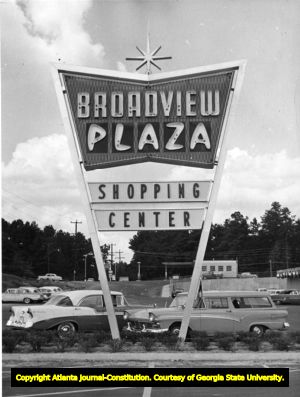 BROADVIEW
PLAZA
SHOPPING
CENTER
Copyright Atlanta Journal-Constitution. Courtesy of Georgia State University.